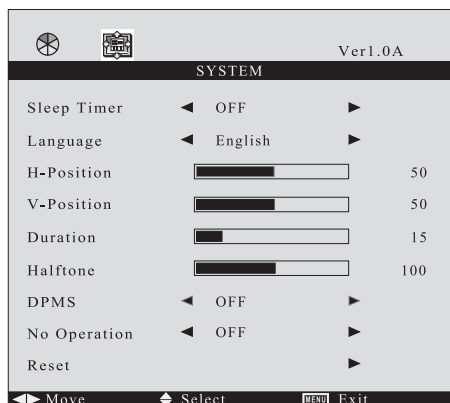 Ver1.0A
SYSTEM
Sleep Timer OFF
Language English
H-Position 50
V-Position 50
Duration 15
Halftone 100
DPMS OFF
No Operation OFF
Reset
Move Select MENU Exit